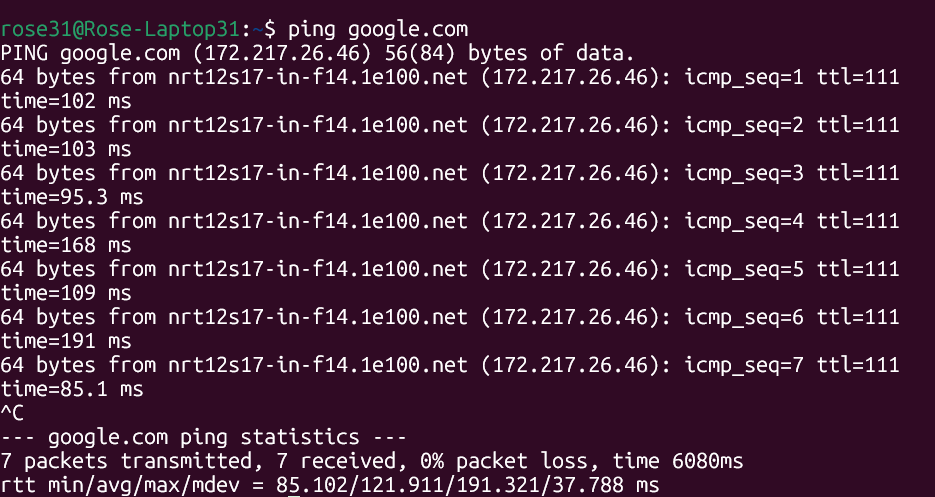 rose31@Rose-Laptop31:~$ ping google.com
PING google.com (172.217.26.46) 56(84) bytes of data.
64 bytes from nrt12s17-in-f14.1e100.net (172.217.26.46): icmp_seq=1 ttl=111
time=102 ms
64 bytes from nrt12s17-in-f14.1e100.net (172.217.26.46): icmp_seq=2 ttl=111
time=103 ms
64 bytes from nrt12s17-in-f14.1e100.net (172.217.26.46): icmp_seq=3 ttl=111
time=95.3 ms
64 bytes from nrt12s17-in-f14.1e100.net (172.217.26.46): icmp_seq=4 ttl=111
time=168 ms
64 bytes from nrt12s17-in-f14.1e100.net (172.217.26.46): icmp_seq=5 ttl=111
time=109 ms
64 bytes from nrt12s17-in-f14.1e100.net (172.217.26.46): icmp_seq=6 ttl=111
time=191 ms
64 bytes from nrt12s17-in-f14.1e100.net (172.217.26.46): icmp_seq=7 ttl=111
time=85.1 ms
^C
--- google.com ping statistics ---
7 packets transmitted, 7 received, 0% packet loss, time 6080ms
rtt min/avg/max/mdev = 85.102/121.911/191.321/37.788 ms